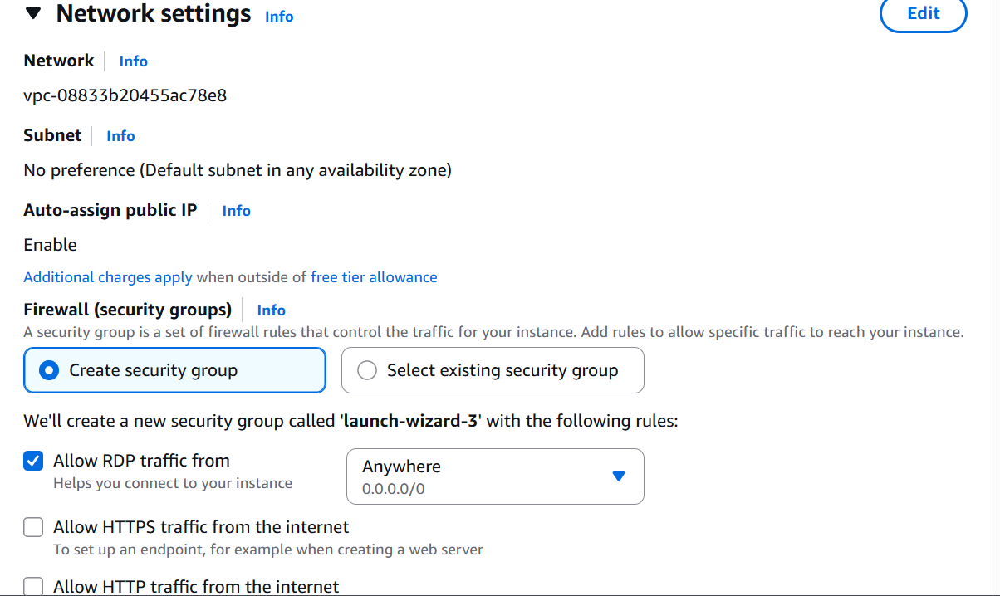 Network settings Info Edit
Network Info
vpc-08833b20455ac78e8
Subnet Info
No preference (Default subnet in any availability zone)
Auto-assign public IP Info
Enable
Additional charges apply when outside of free tier allowance
Firewall (security groups) Info
A security group is a set of firewall rules that control the traffic for your instance. Add rules to allow specific traffic to reach your instance.
Create security group Select existing security group
We'll create a new security group called 'launch-wizard-3' with the following rules:
Allow RDP traffic from Anywhere
Helps you connect to your instance 0.0.0.0/0
Allow HTTPS traffic from the internet
To set up an endpoint, for example when creating a web server
Allow HTTP traffic from the internet